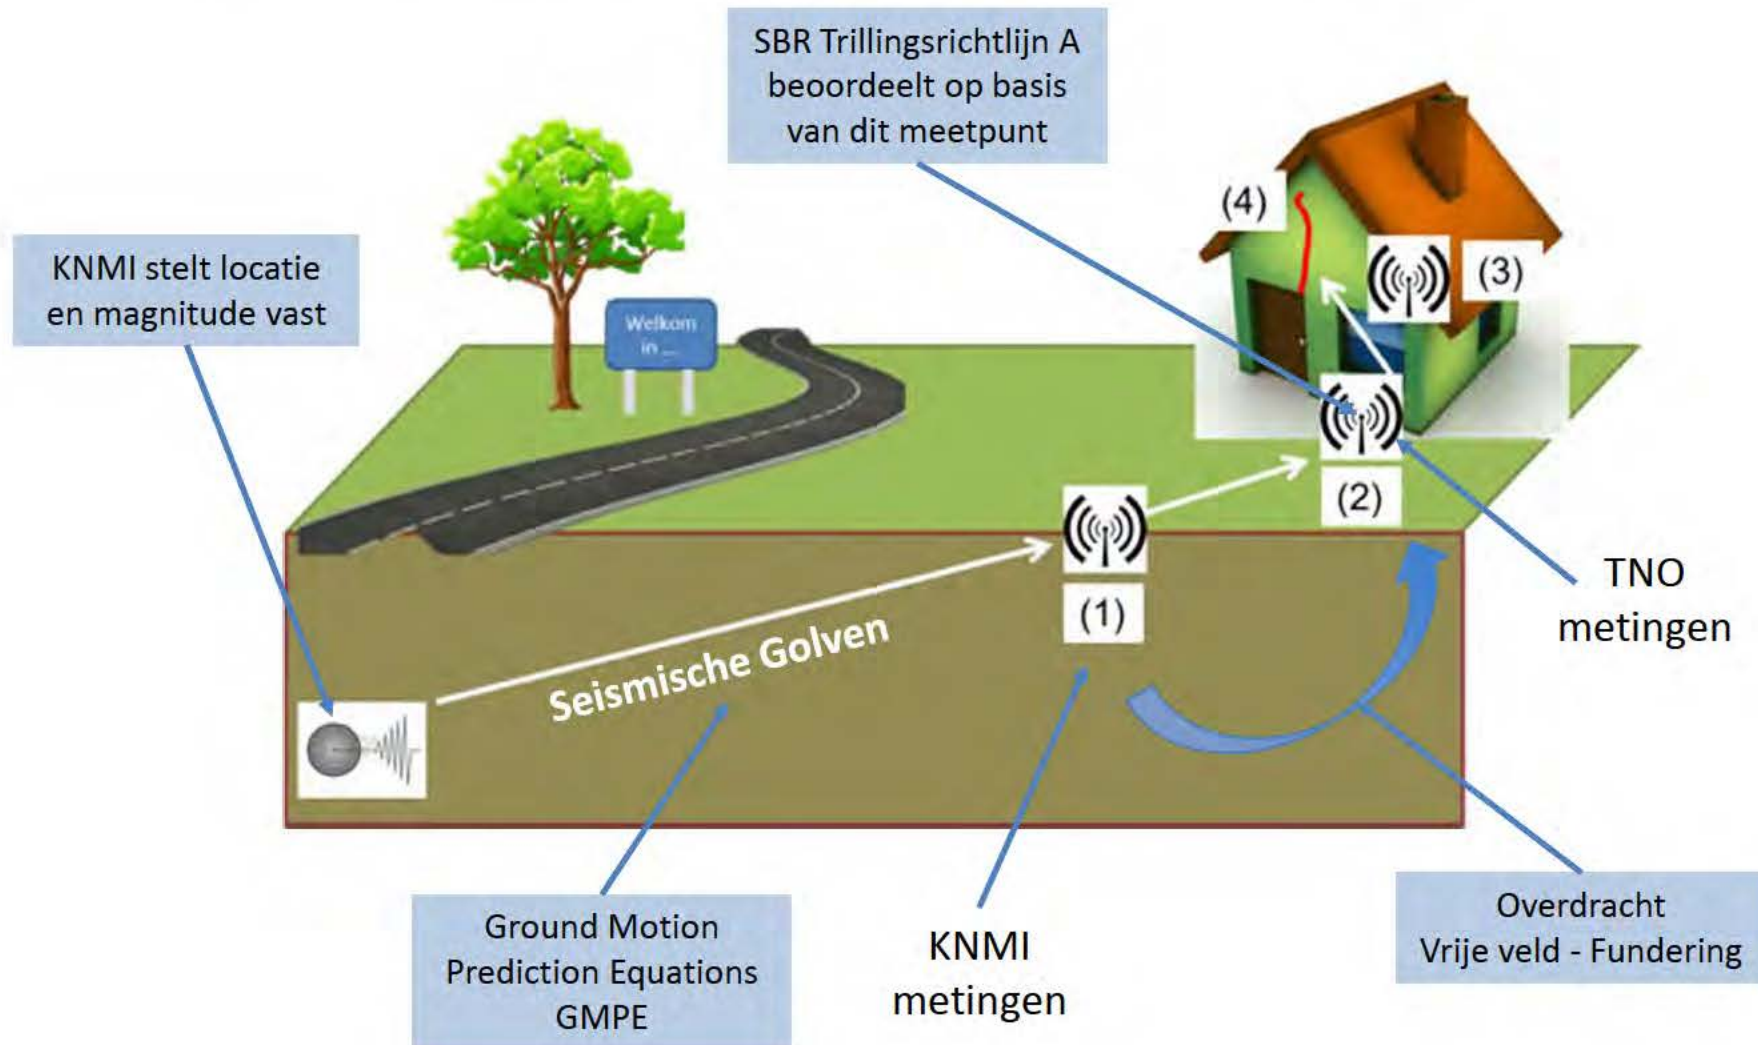 SBR Trillingsrichtlijn A
beoordeelt op basis
van dit meetpunt
KNMI stelt locatie
en magnitude vast
Welkom
in ...
(4)
(3)
(2)
(1)
Seismische Golven
TNO
metingen
Ground Motion
Prediction Equations
GMPE
KNMI
metingen
Overdracht
Vrije veld - Fundering